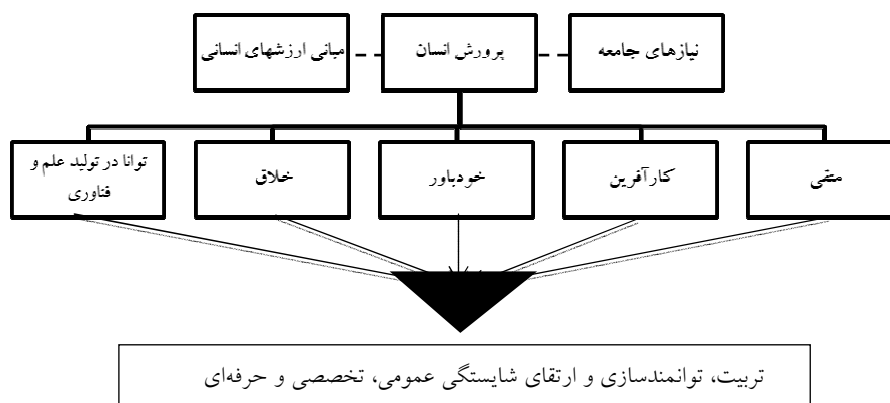 نیازهای جامعه
پرورش انسان
مبانی ارزشهای انسانی
متقی
کارآفرین
خودباور
خلاق
توانا در تولید علم و
فناوری
تربیت، توانمندسازی و ارتقای شایستگی عمومی، تخصصی و حرفه‌ای